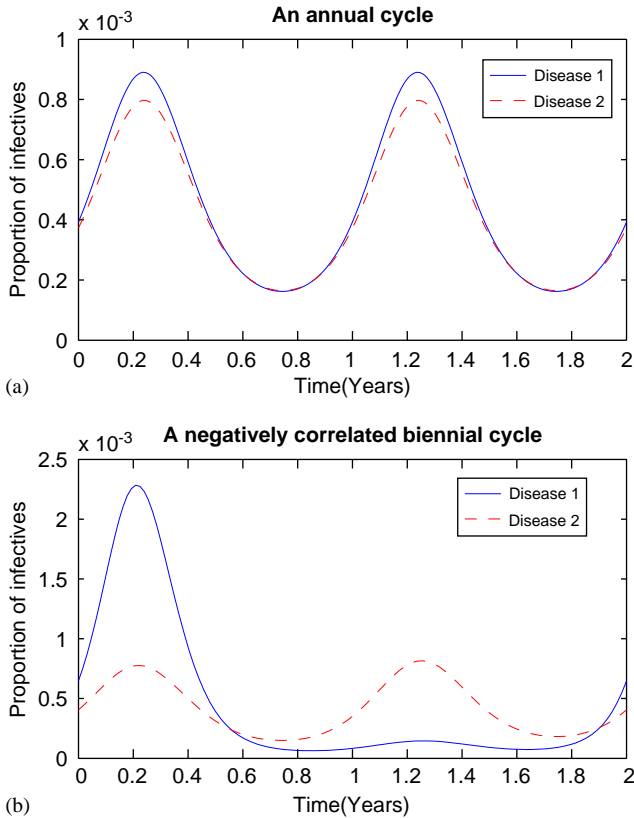 An annual cycle
x 10⁻³
1
0.8
0.6
0.4
0.2
0
Proportion of infectives
Disease 1
Disease 2
0 0.2 0.4 0.6 0.8 1 1.2 1.4 1.6 1.8 2
Time(Years)
(a)
A negatively correlated biennial cycle
x 10⁻³
2.5
2
1.5
1
0.5
0
Proportion of infectives
Disease 1
Disease 2
0 0.2 0.4 0.6 0.8 1 1.2 1.4 1.6 1.8 2
Time(Years)
(b)